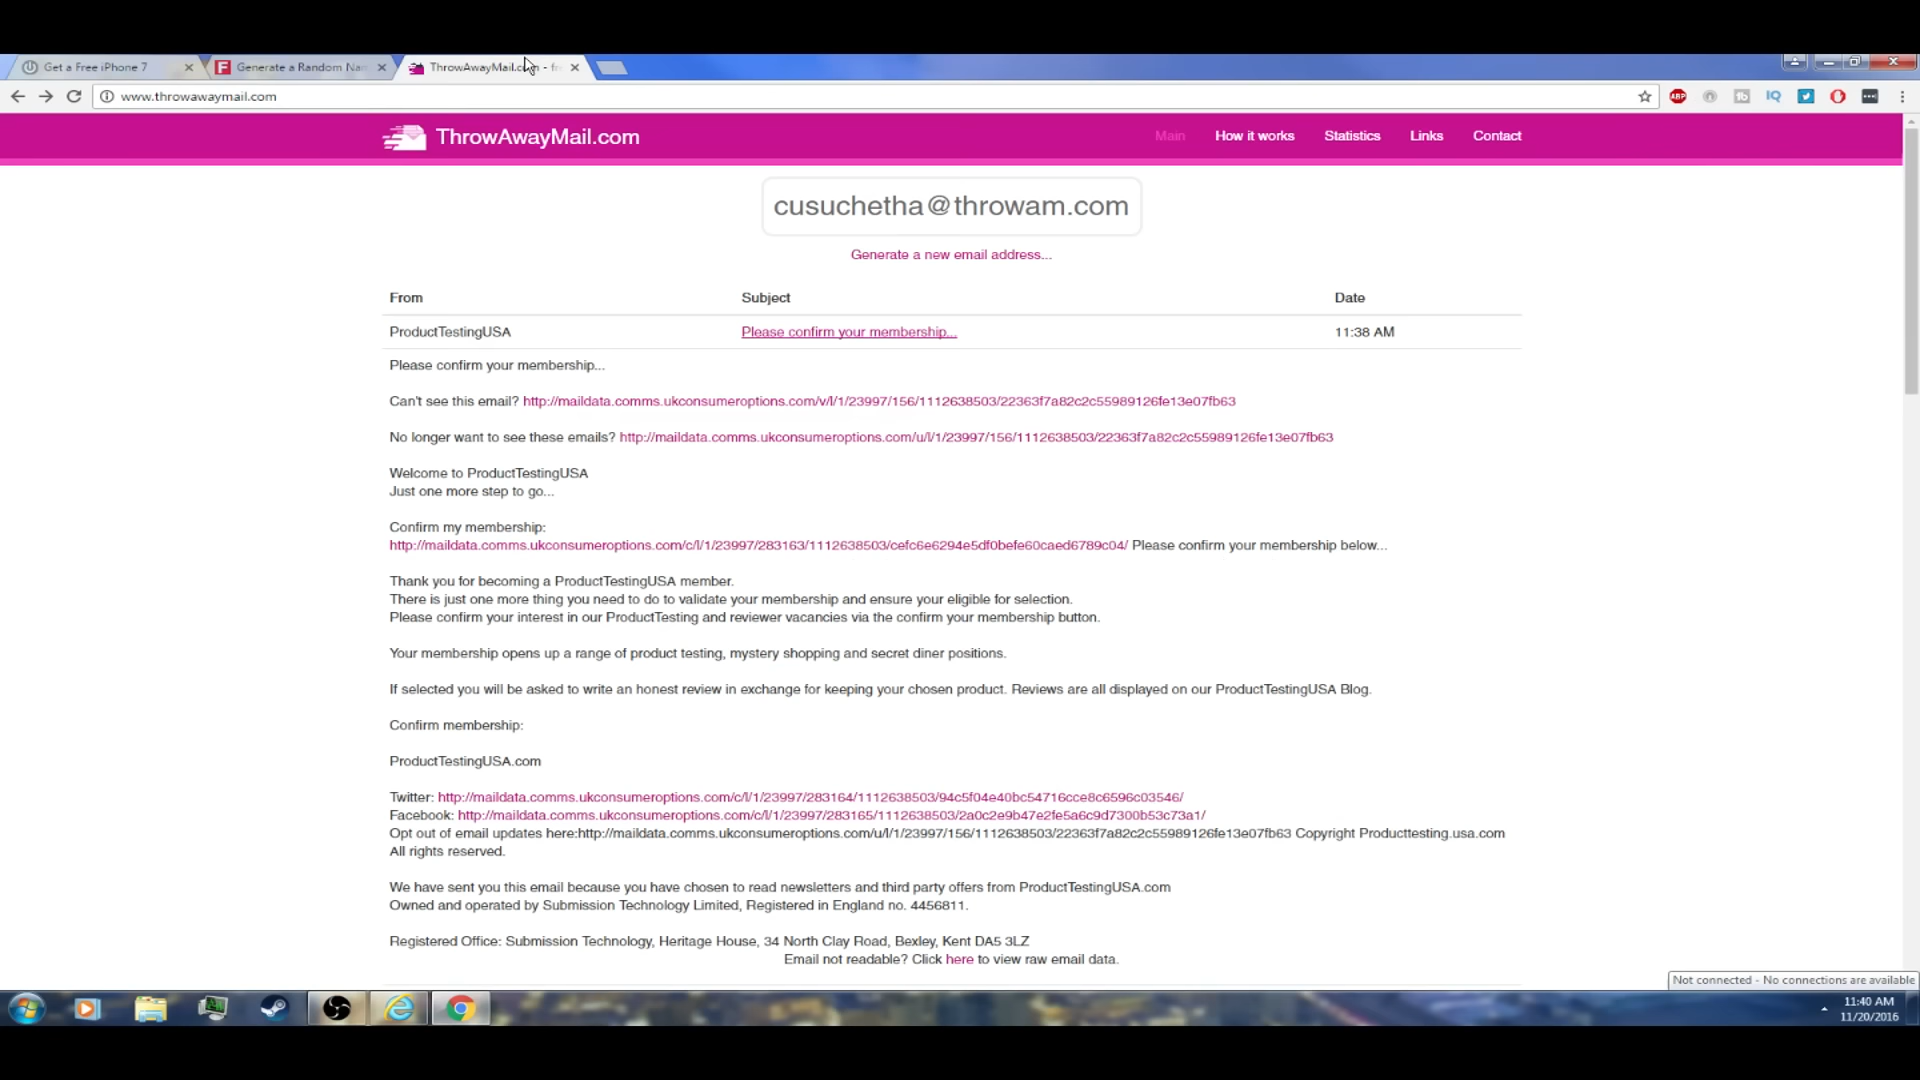 Get a Free iPhone 7
Generate a Random Nan
ThrowAwayMail.com - fr
www.throwawaymail.com
ABP
ThrowAwayMail.com
Main How it works Statistics Links Contact
cusuchetha@throwam.com
Generate a new email address...
From Subject Date
ProductTestingUSA Please confirm your membership... 11:38 AM
Please confirm your membership...
Can't see this email? http://maildata.comms.ukconsumeroptions.com/v/l/1/23997/156/1112638503/22363f7a82c2c55989126fe13e07fb63
No longer want to see these emails? http://maildata.comms.ukconsumeroptions.com/u/l/1/23997/156/1112638503/22363f7a82c2c55989126fe13e07fb63
Welcome to ProductTestingUSA
Just one more step to go...
Confirm my membership:
http://maildata.comms.ukconsumeroptions.com/c/l/1/23997/283163/1112638503/cefc6e6294e5df0befe60caed6789c04/ Please confirm your membership below...
Thank you for becoming a ProductTestingUSA member.
There is just one more thing you need to do to validate your membership and ensure your eligible for selection.
Please confirm your interest in our ProductTesting and reviewer vacancies via the confirm your membership button.
Your membership opens up a range of product testing, mystery shopping and secret diner positions.
If selected you will be asked to write an honest review in exchange for keeping your chosen product. Reviews are all displayed on our ProductTestingUSA Blog.
Confirm membership:
ProductTestingUSA.com
Twitter: http://maildata.comms.ukconsumeroptions.com/c/l/1/23997/283164/1112638503/94c5f04e40bc54716cce8c6596c03546/
Facebook: http://maildata.comms.ukconsumeroptions.com/c/l/1/23997/283165/1112638503/2a0c2e9b47e2fe5a6c9d7300b53c73a1/
Opt out of email updates here:http://maildata.comms.ukconsumeroptions.com/u/l/1/23997/156/1112638503/22363f7a82c2c55989126fe13e07fb63 Copyright Producttesting.usa.com
All rights reserved.
We have sent you this email because you have chosen to read newsletters and third party offers from ProductTestingUSA.com
Owned and operated by Submission Technology Limited, Registered in England no. 4456811.
Registered Office: Submission Technology, Heritage House, 34 North Clay Road, Bexley, Kent DA5 3LZ
Email not readable? Click here to view raw email data.
Not connected - No connections are available
11:40 AM
11/20/2016